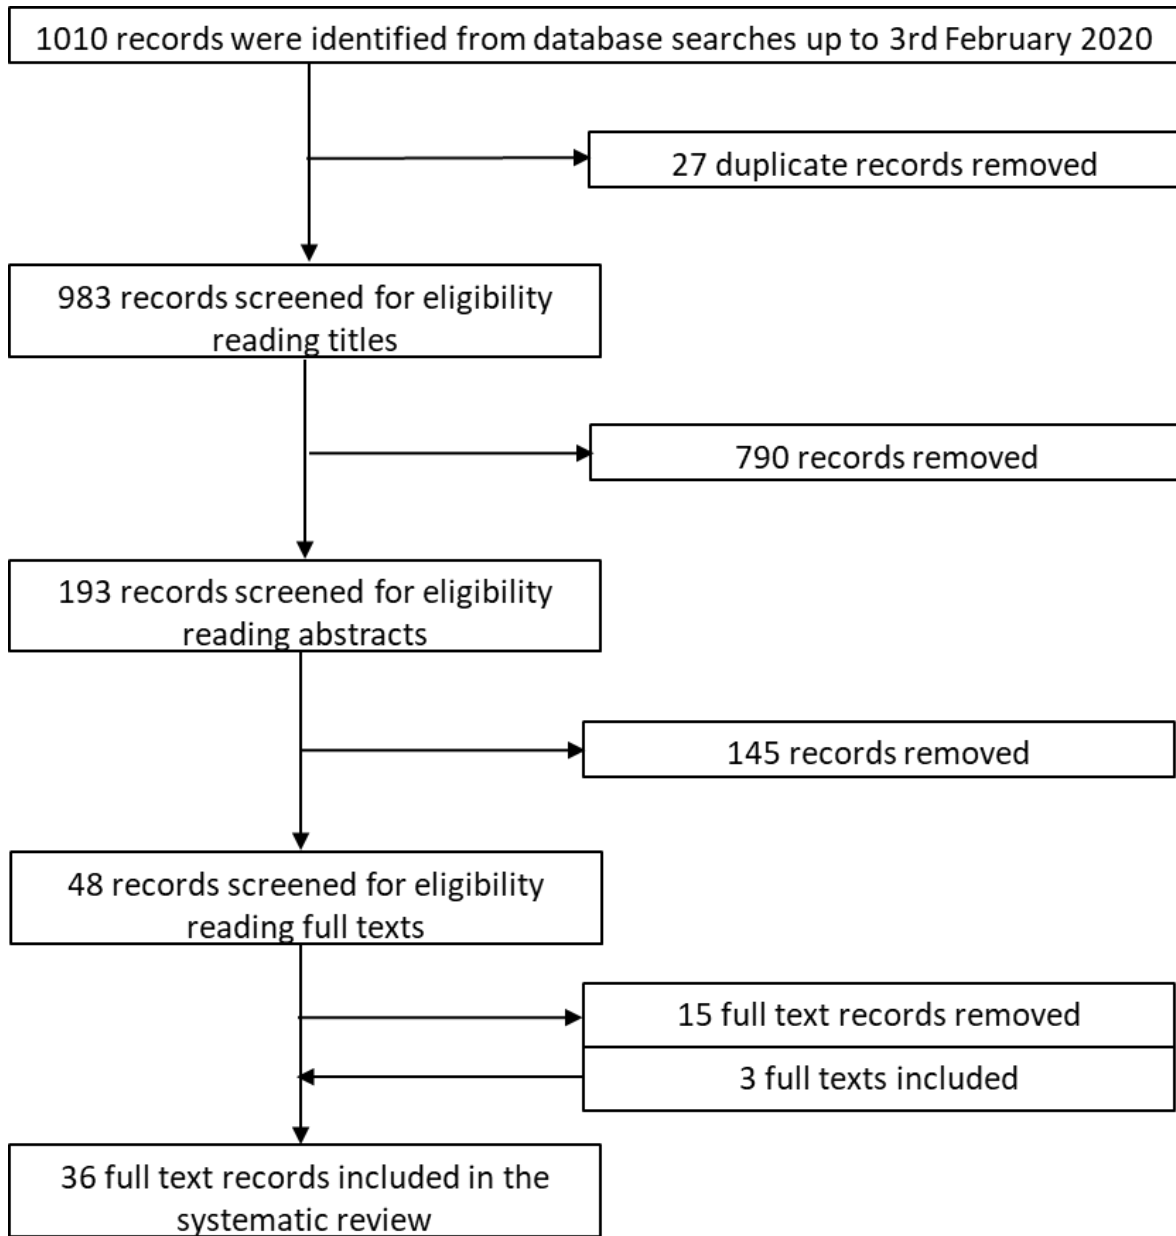 1010 records were identified from database searches up to 3rd February 2020
27 duplicate records removed
983 records screened for eligibility
reading titles
790 records removed
193 records screened for eligibility
reading abstracts
145 records removed
48 records screened for eligibility
reading full texts
15 full text records removed
3 full texts included
36 full text records included in the
systematic review